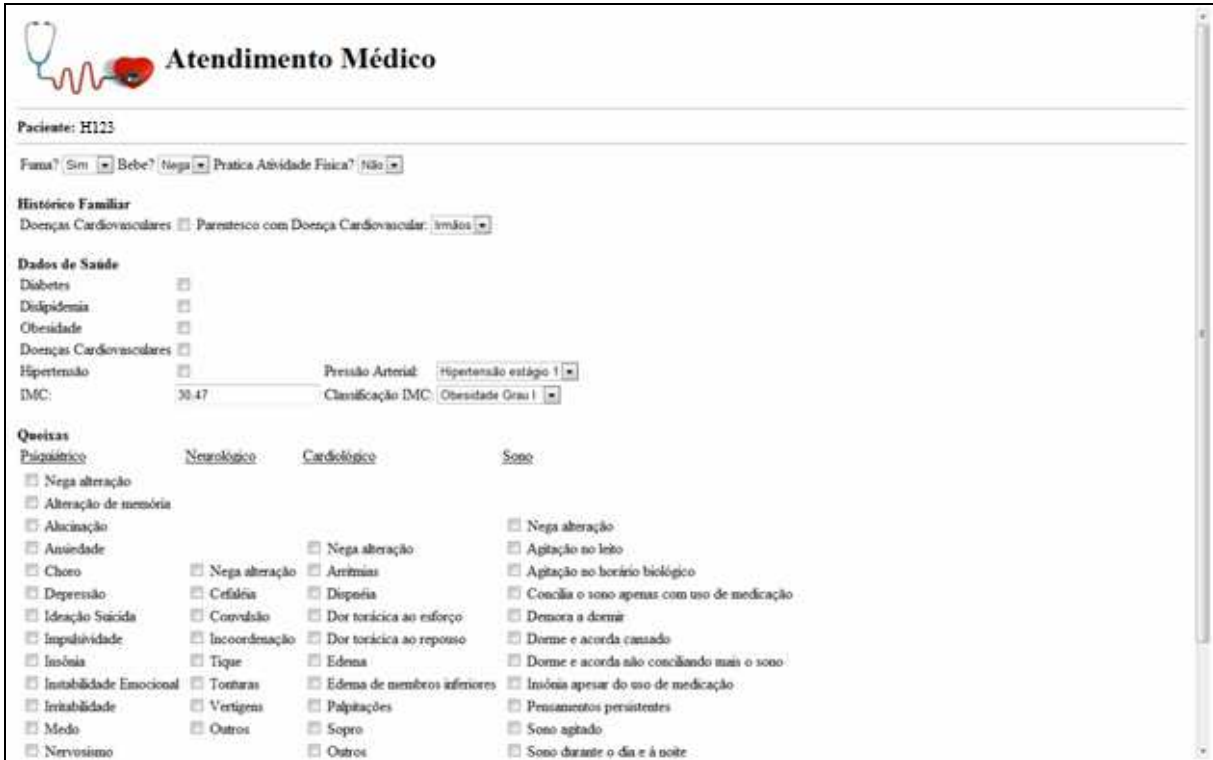 Atendimento Médico
Paciente: H123
Fuma? Sim Bebe? Nega Pratica Atividade Física? Não
Histórico Familiar
Doenças Cardiovasculares Parentesco com Doença Cardiovascular: Irmãos
Dados de Saúde
Diabetes
Dislipidemia
Obesidade
Doenças Cardiovasculares
Hipertensão Pressão Arterial: Hipertensão estágio 1
IMC: 30.47 Classificação IMC: Obesidade Grau I
Queixas
Psiquiátrico Neurológico Cardiológico Sono
Nega alteração
Alteração de memória
Alucinação Nega alteração
Ansiedade Nega alteração Agitação no leito
Choro Nega alteração Arritmias Agitação no horário biológico
Depressão Cefaléia Dispnéia Concilia o sono apenas com uso de medicação
Ideação Suicida Convulsão Dor torácica ao esforço Demora a dormir
Impulsividade Incoordenação Dor torácica ao repouso Dorme e acorda cansado
Insônia Tique Edema Dorme e acorda não conciliando mais o sono
Instabilidade Emocional Tonturas Edema de membros inferiores Insônia apesar do uso de medicação
Irritabilidade Vertigens Palpitações Pensamentos persistentes
Medo Outros Sopro Sono agitado
Nervosismo Outros Sono durante o dia e à noite